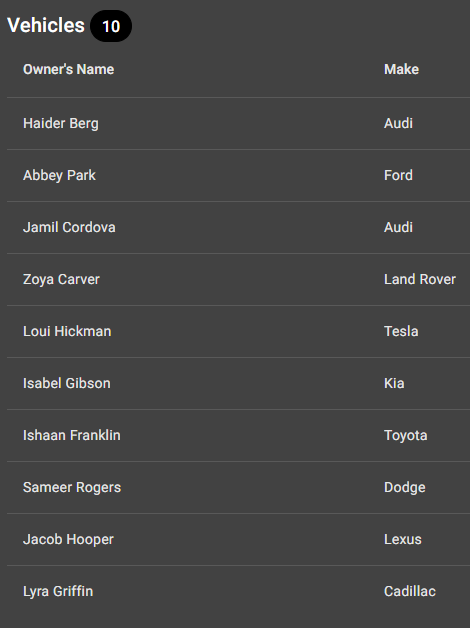 Vehicles 10
Owner's Name Make
Haider Berg Audi
Abbey Park Ford
Jamil Cordova Audi
Zoya Carver Land Rover
Loui Hickman Tesla
Isabel Gibson Kia
Ishaan Franklin Toyota
Sameer Rogers Dodge
Jacob Hooper Lexus
Lyra Griffin Cadillac